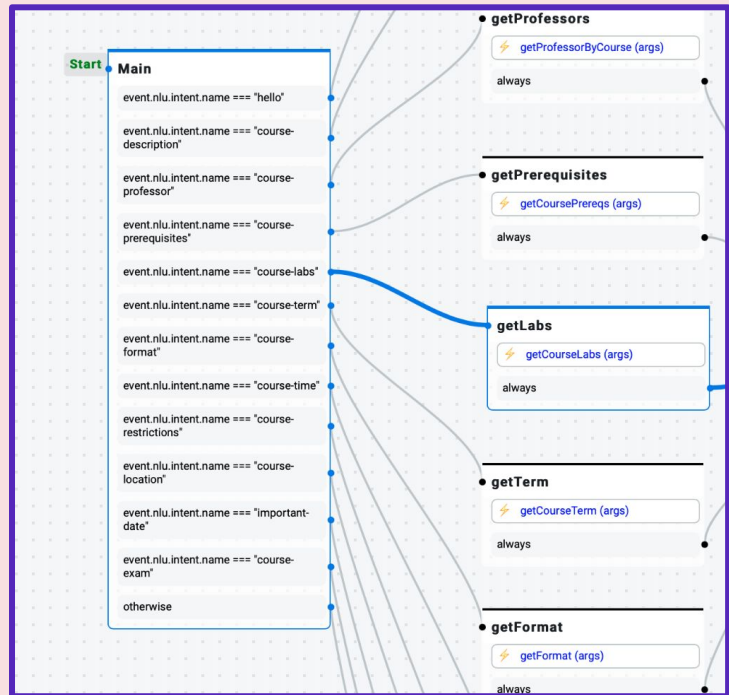 Start
Main
event.nlu.intent.name === "hello"
event.nlu.intent.name === "course-
description"
event.nlu.intent.name === "course-
professor"
event.nlu.intent.name === "course-
prerequisites"
event.nlu.intent.name === "course-labs"
event.nlu.intent.name === "course-term"
event.nlu.intent.name === "course-
format"
event.nlu.intent.name === "course-time"
event.nlu.intent.name === "course-
restrictions"
event.nlu.intent.name === "course-
location"
event.nlu.intent.name === "important-
date"
event.nlu.intent.name === "course-
exam"
otherwise
getProfessors
getProfessorByCourse (args)
always
getPrerequisites
getCoursePrereqs (args)
always
getLabs
getCourseLabs (args)
always
getTerm
getCourseTerm (args)
always
getFormat
getFormat (args)
always